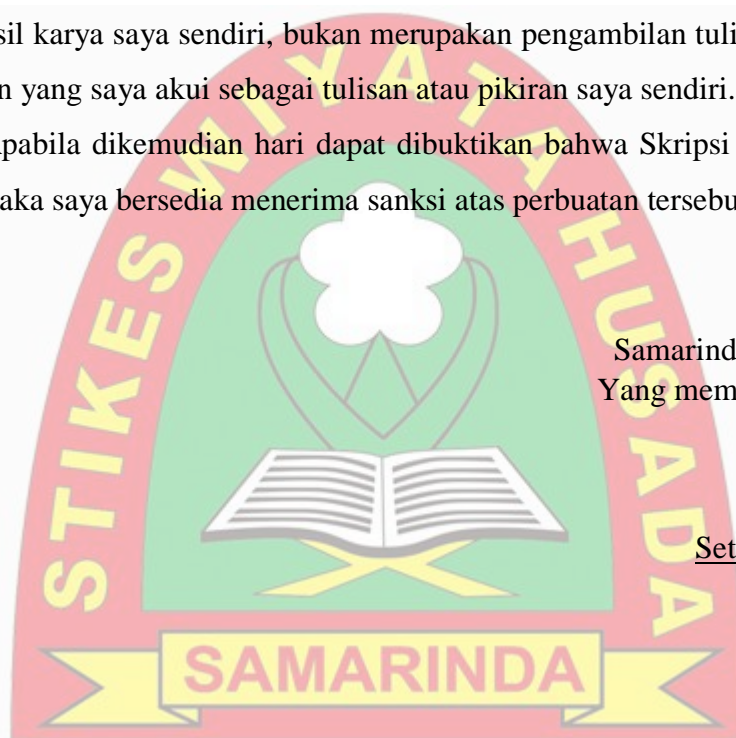 sil karya saya sendiri, bukan merupakan pengambilan tuli
n yang saya akui sebagai tulisan atau pikiran saya sendiri.
pabila dikemudian hari dapat dibuktikan bahwa Skripsi
aka saya bersedia menerima sanksi atas perbuatan tersebu
Samarind
Yang mem
Set
STIKES WIYATA HUSADA
SAMARINDA